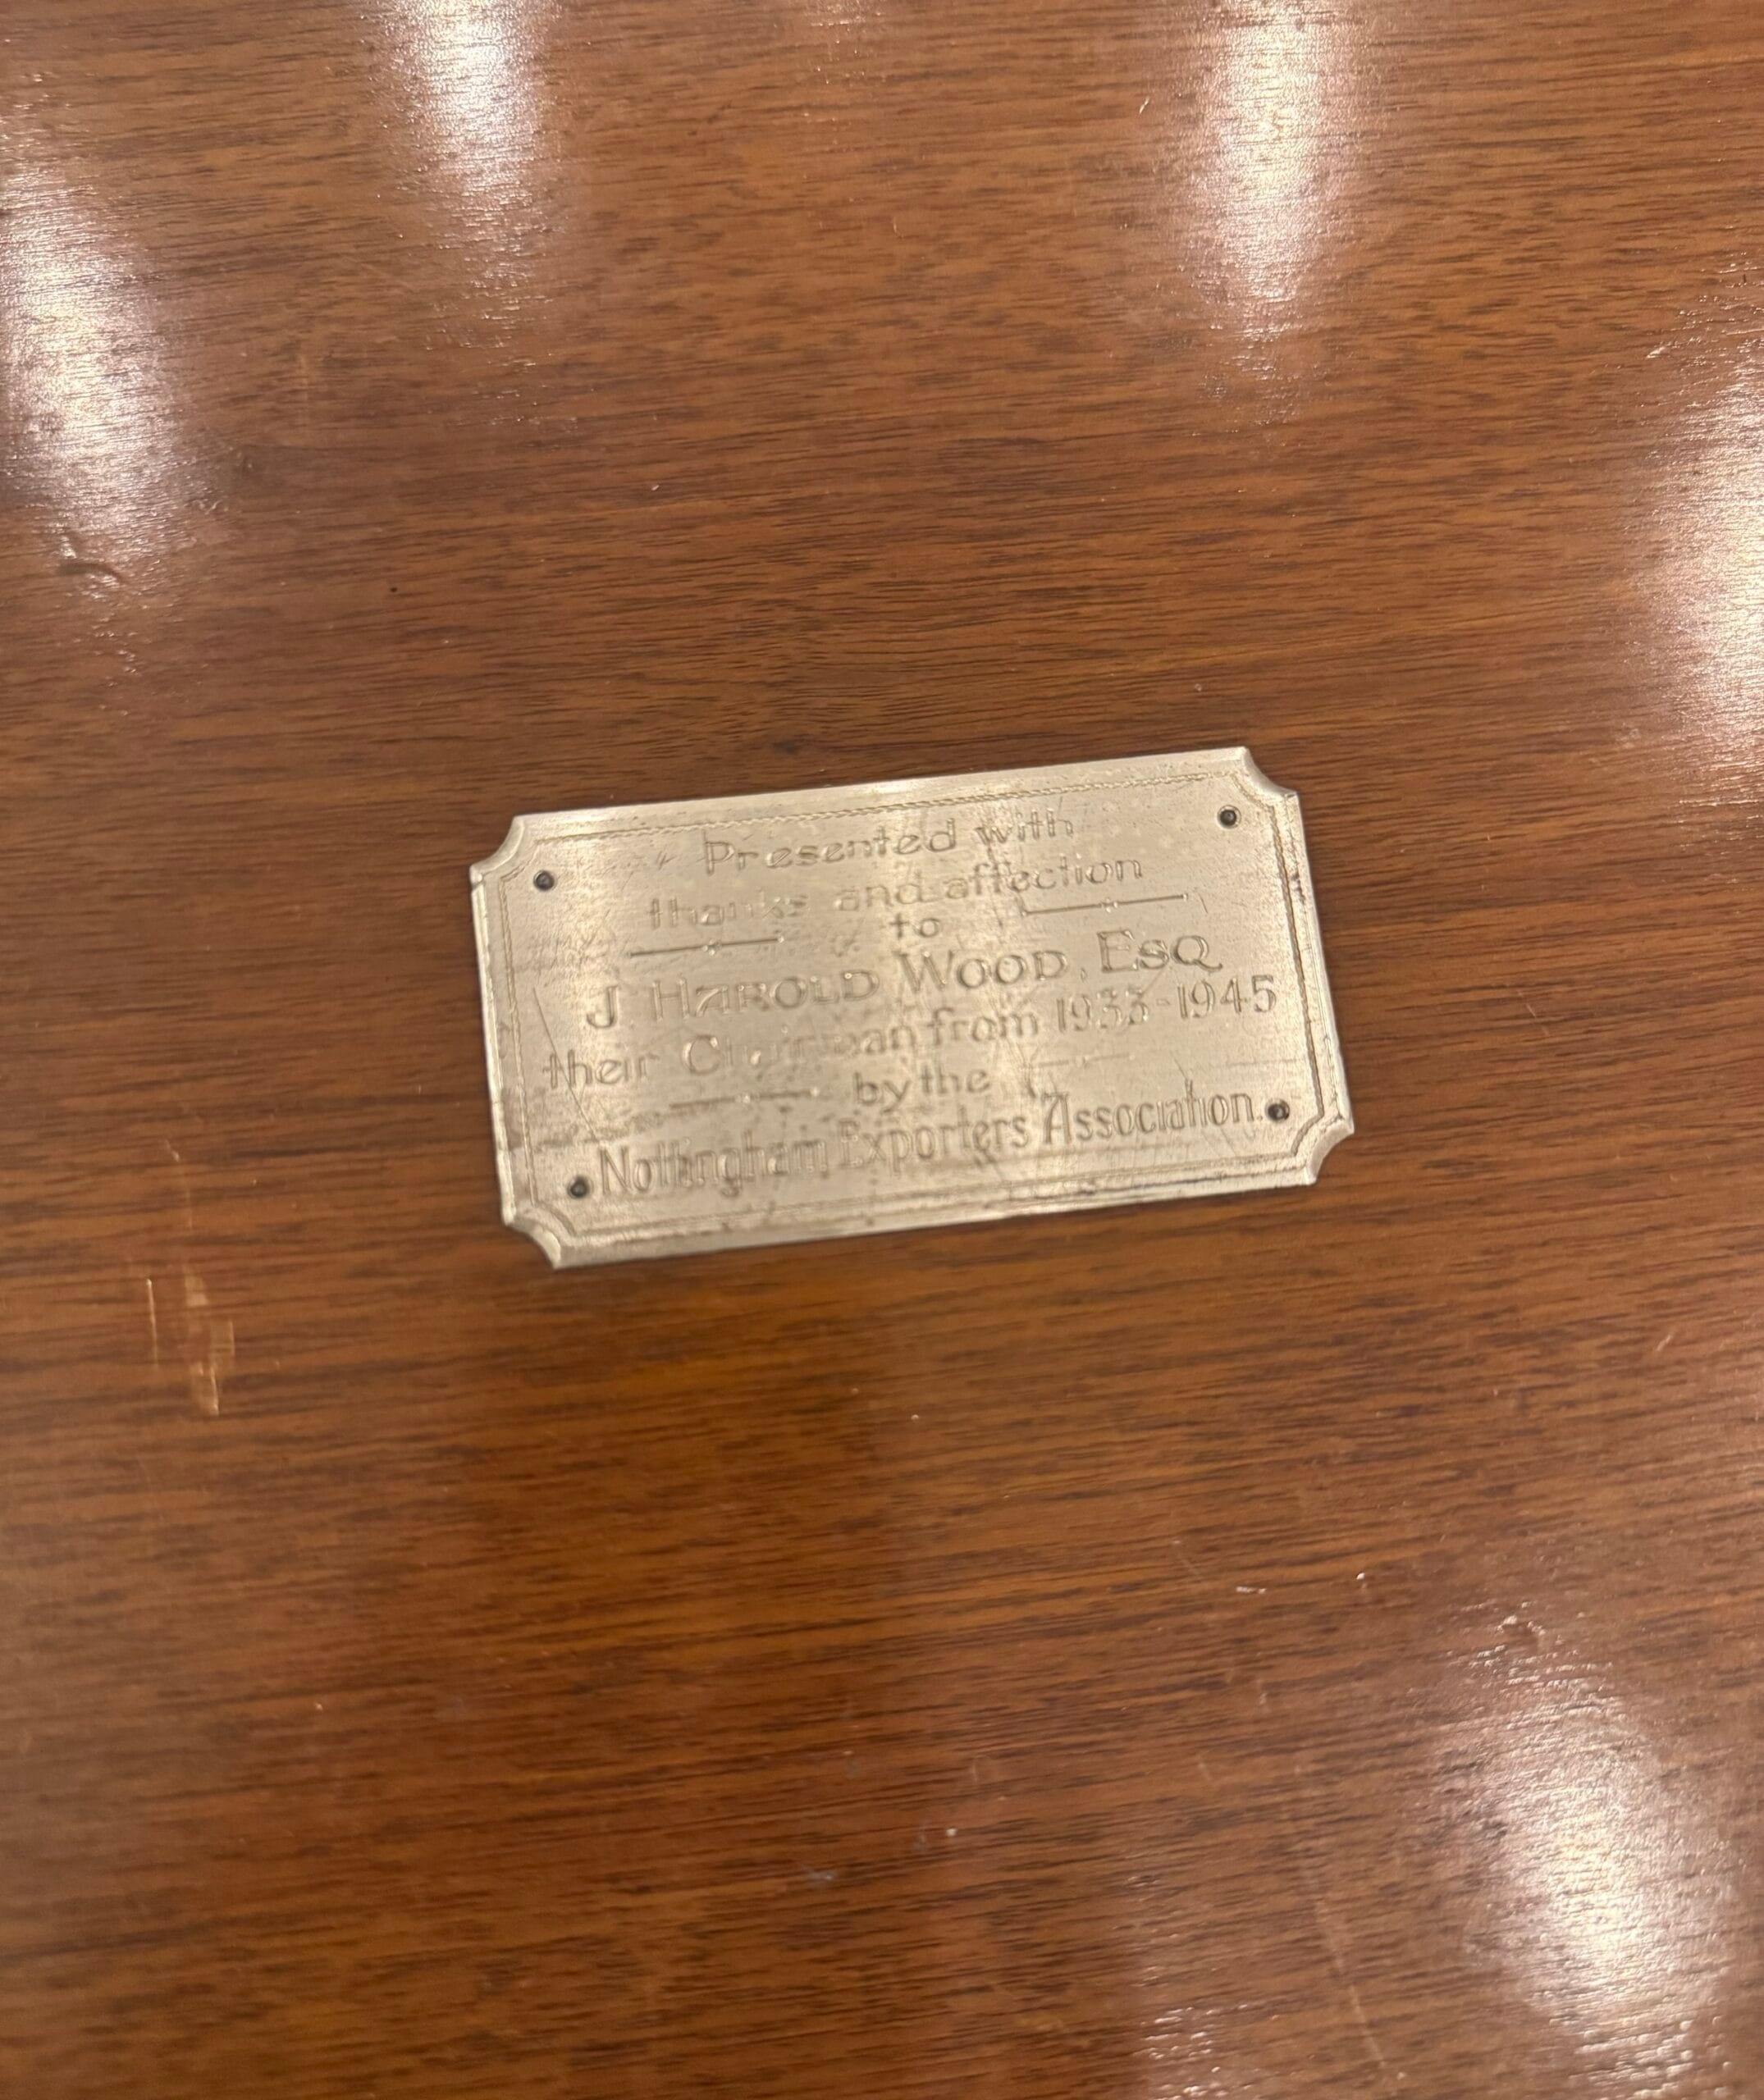 Presented with
thanks and affection
to
J. HAROLD WOOD, ESQ
their Chairman from 1933-1945
by the
Nottingham Exporters Association.